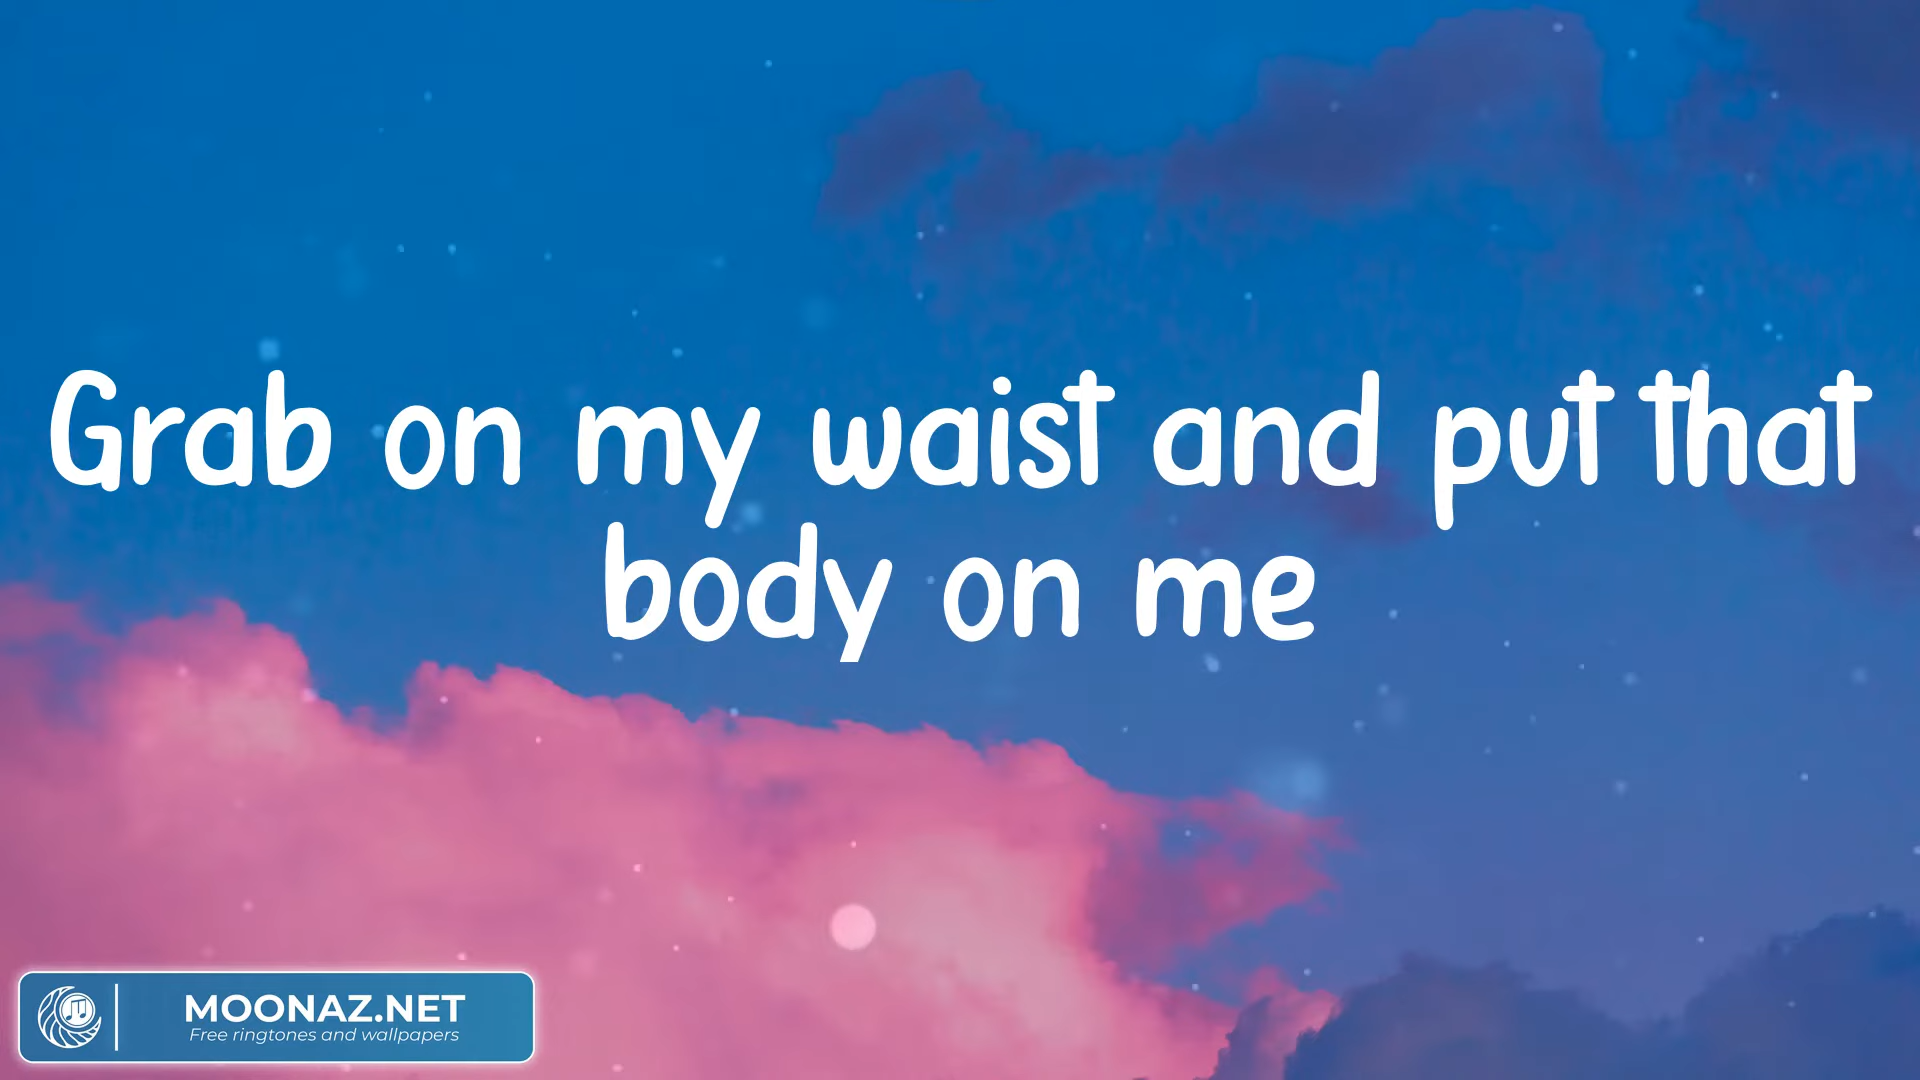 Grab on my waist and put that
body on me
MOONAZ.NET
Free ringtones and wallpapers